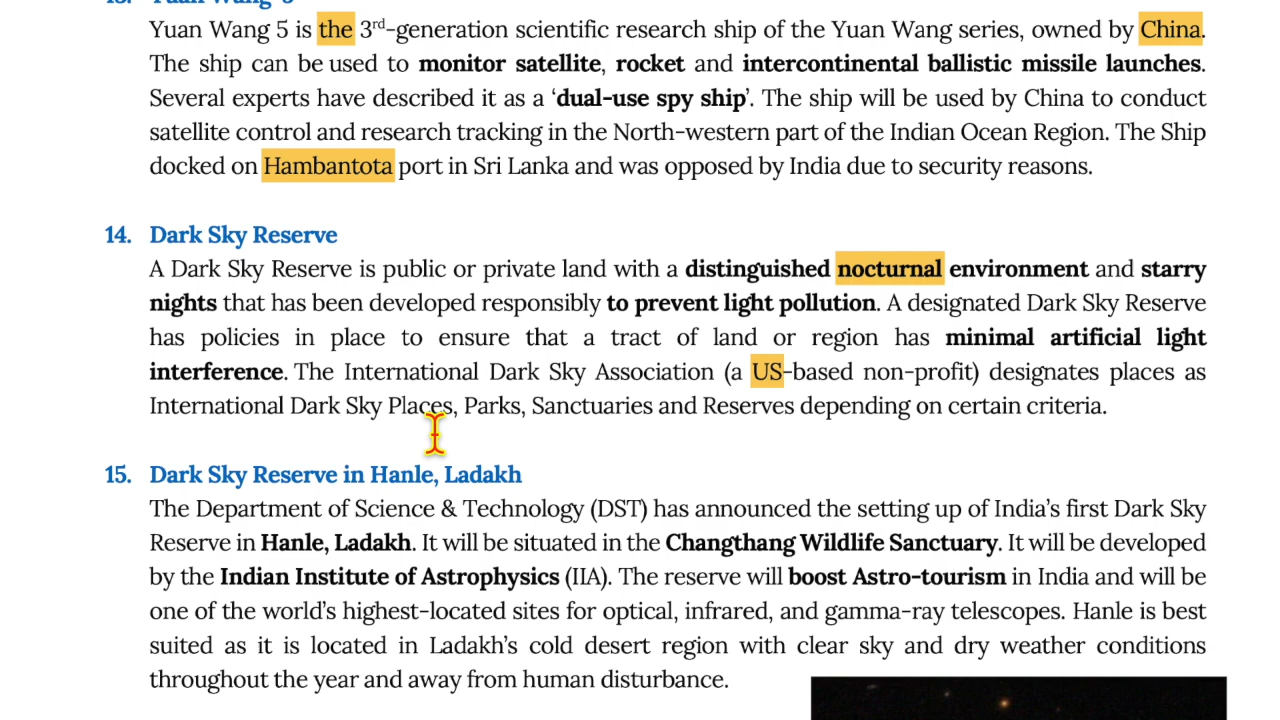 13. Yuan Wang-5
Yuan Wang 5 is the 3rd-generation scientific research ship of the Yuan Wang series, owned by China.
The ship can be used to monitor satellite, rocket and intercontinental ballistic missile launches.
Several experts have described it as a ‘dual-use spy ship’. The ship will be used by China to conduct
satellite control and research tracking in the North-western part of the Indian Ocean Region. The Ship
docked on Hambantota port in Sri Lanka and was opposed by India due to security reasons.
14. Dark Sky Reserve
A Dark Sky Reserve is public or private land with a distinguished nocturnal environment and starry
nights that has been developed responsibly to prevent light pollution. A designated Dark Sky Reserve
has policies in place to ensure that a tract of land or region has minimal artificial light
interference. The International Dark Sky Association (a US-based non-profit) designates places as
International Dark Sky Places, Parks, Sanctuaries and Reserves depending on certain criteria.
15. Dark Sky Reserve in Hanle, Ladakh
The Department of Science & Technology (DST) has announced the setting up of India’s first Dark Sky
Reserve in Hanle, Ladakh. It will be situated in the Changthang Wildlife Sanctuary. It will be developed
by the Indian Institute of Astrophysics (IIA). The reserve will boost Astro-tourism in India and will be
one of the world’s highest-located sites for optical, infrared, and gamma-ray telescopes. Hanle is best
suited as it is located in Ladakh’s cold desert region with clear sky and dry weather conditions
throughout the year and away from human disturbance.